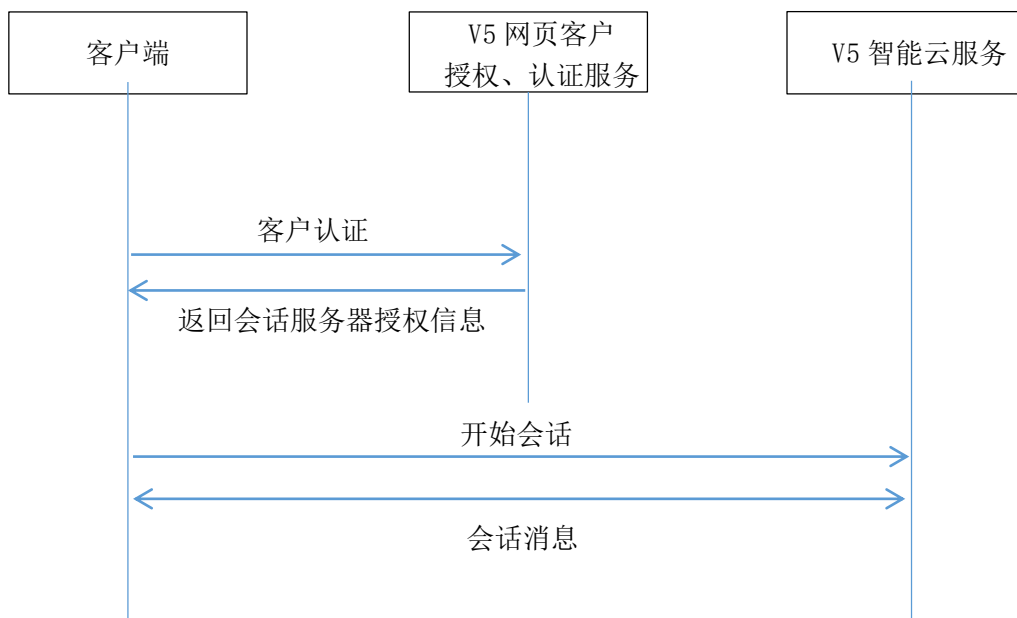 客户端
V5 网页客户
授权、认证服务
V5 智能云服务
客户认证
返回会话服务器授权信息
开始会话
会话消息